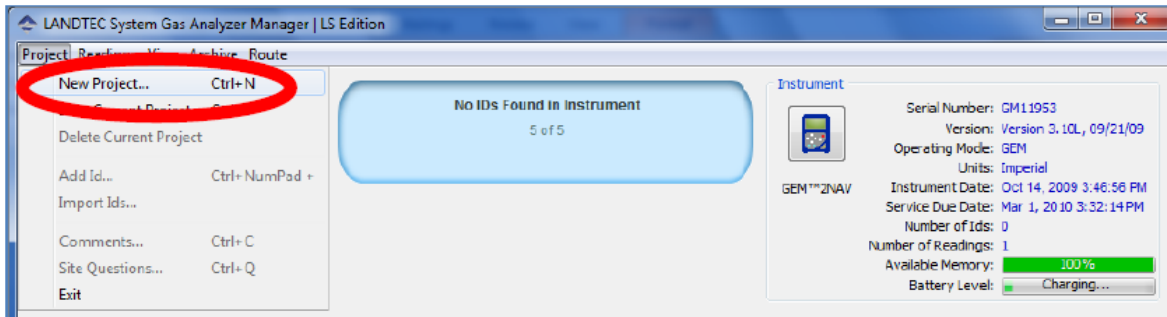 LANDTEC System Gas Analyzer Manager | LS Edition
Project Route
New Project... Ctrl+N
Delete Current Project
Add Id... Ctrl+NumPad +
Import Ids...
Comments... Ctrl+C
Site Questions... Ctrl+Q
Exit
No IDs Found in Instrument
5 of 5
Instrument
GEM™2NAV
Serial Number: GM11953
Version: Version 3.10L, 09/21/09
Operating Mode: GEM
Units: Imperial
Instrument Date: Oct 14, 2009 3:46:56 PM
Service Due Date: Mar 1, 2010 3:32:14 PM
Number of Ids: 0
Number of Readings: 1
Available Memory: 100%
Battery Level: Charging...